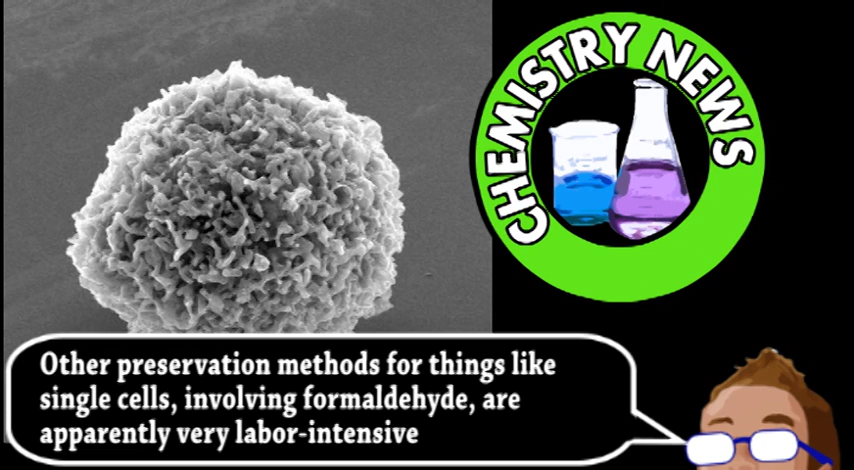 CHEMISTRY NEWS
Other preservation methods for things like
single cells, involving formaldehyde, are
apparently very labor-intensive